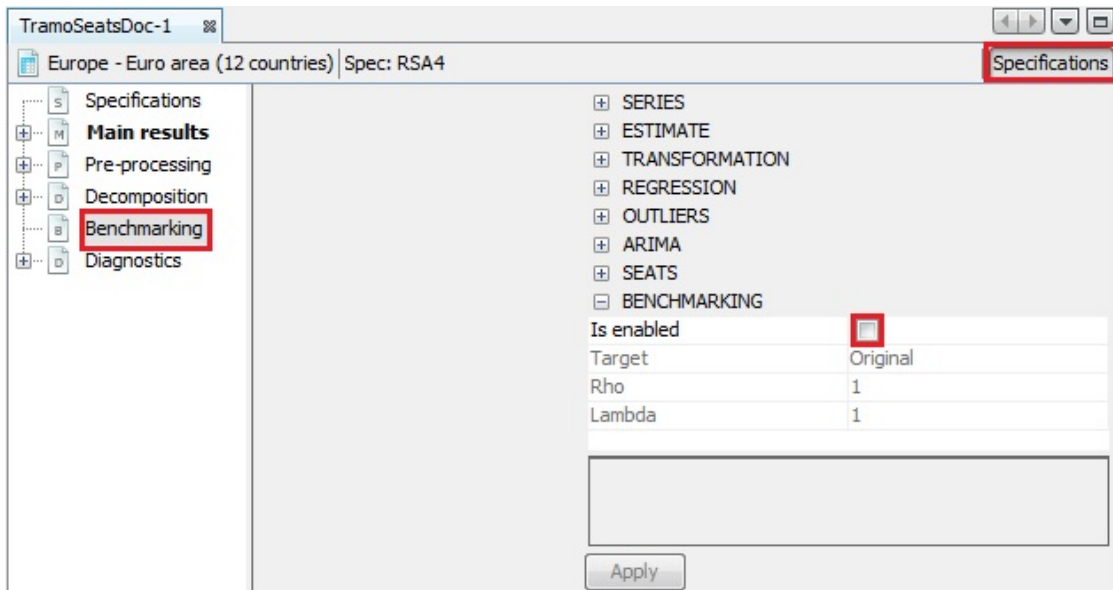 TramoSeatsDoc-1
Europe - Euro area (12 countries) Spec: RSA4 Specifications
S Specifications
M Main results
P Pre-processing
D Decomposition
B Benchmarking
D Diagnostics
SERIES
ESTIMATE
TRANSFORMATION
REGRESSION
OUTLIERS
ARIMA
SEATS
BENCHMARKING
Is enabled
Target Original
Rho 1
Lambda 1
Apply